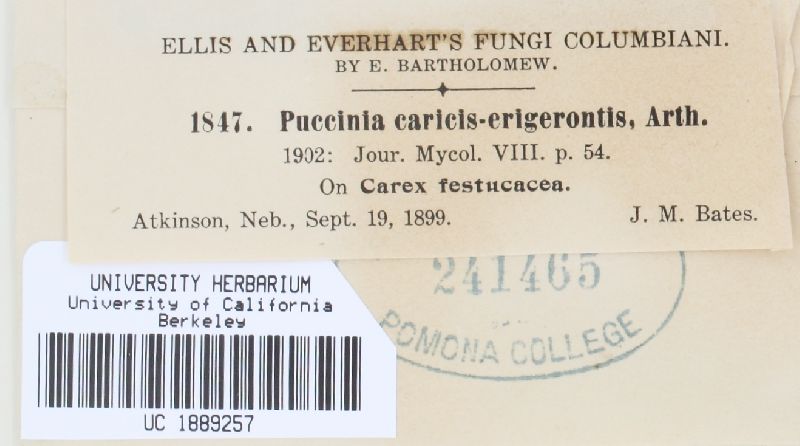 ELLIS AND EVERHART'S FUNGI COLUMBIANI.
BY E. BARTHOLOMEW.
1847. Puccinia caricis-erigerontis, Arth.
1902: Jour. Mycol. VIII. p. 54.
On Carex festucacea.
Atkinson, Neb., Sept. 19, 1899. J. M. Bates.
241465
POMONA COLLEGE
UNIVERSITY HERBARIUM
University of California
Berkeley
UC 1889257